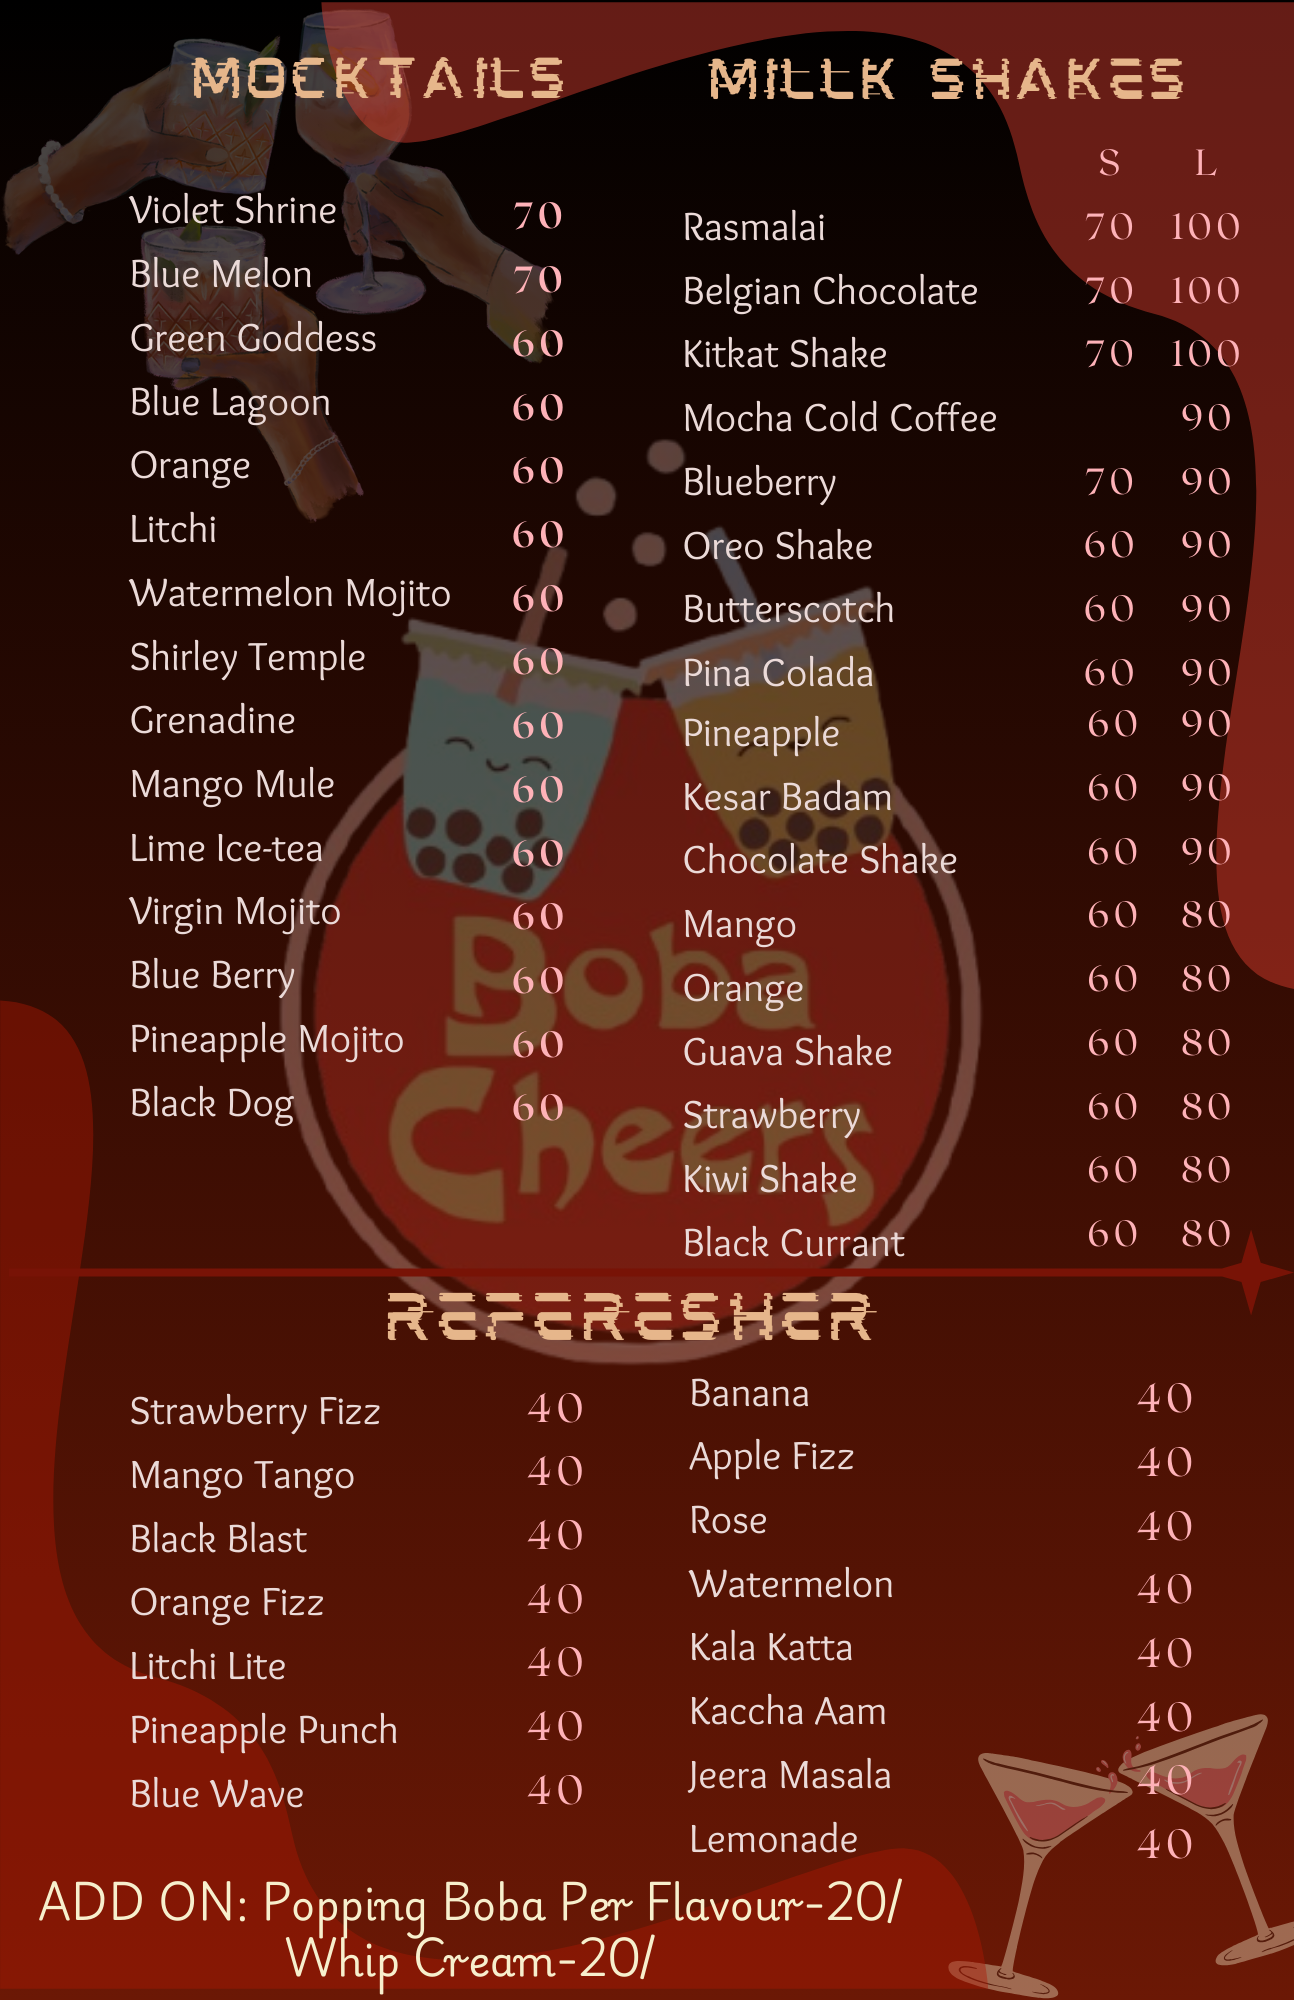 MOCKTAILS
Violet Shrine 70
Blue Melon 70
Green Goddess 60
Blue Lagoon 60
Orange 60
Litchi 60
Watermelon Mojito 60
Shirley Temple 60
Grenadine 60
Mango Mule 60
Lime Ice-tea 60
Virgin Mojito 60
Blue Berry 60
Pineapple Mojito 60
Black Dog 60
MILLK SHAKES
S L
Rasmalai 70 100
Belgian Chocolate 70 100
Kitkat Shake 70 100
Mocha Cold Coffee 90
Blueberry 70 90
Oreo Shake 60 90
Butterscotch 60 90
Pina Colada 60 90
Pineapple 60 90
Kesar Badam 60 90
Chocolate Shake 60 90
Mango 60 80
Orange 60 80
Guava Shake 60 80
Strawberry 60 80
Kiwi Shake 60 80
Black Currant 60 80
Boba
Cheers
REFERESHER
Strawberry Fizz 40
Mango Tango 40
Black Blast 40
Orange Fizz 40
Litchi Lite 40
Pineapple Punch 40
Blue Wave 40
Banana 40
Apple Fizz 40
Rose 40
Watermelon 40
Kala Katta 40
Kaccha Aam 40
Jeera Masala 40
Lemonade 40
ADD ON: Popping Boba Per Flavour-20/
Whip Cream-20/